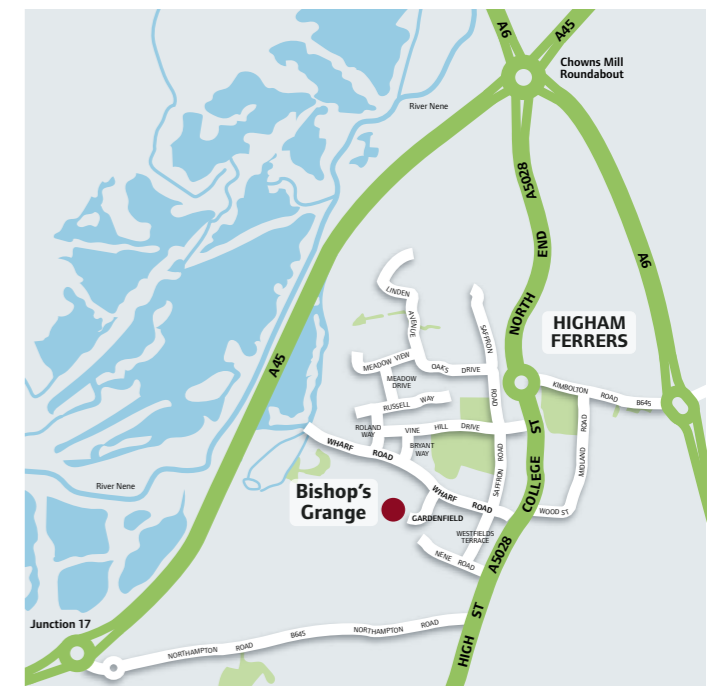 A6
A45
Chowns Mill
Roundabout
River Nene
A5028
END
NORTH
A6
LINDEN
AVENUE
SAFFRON
ROAD
HIGHAM
FERRERS
A45
MEADOW VIEW
OAKS DRIVE
MEADOW
DRIVE
KIMBOLTON ROAD B645
RUSSELL WAY
ROLAND
WAY
VINE HILL DRIVE
BRYANT
WAY
WHARF ROAD
SAFFRON ROAD
COLLEGE ST
MIDLAND ROAD
River Nene
Bishop's
Grange
WHARF ROAD
GARDENFIELD
WOOD ST
WESTFIELDS
TERRACE
NENE ROAD
A5028
HIGH ST
Junction 17
NORTHAMPTON ROAD B645 NORTHAMPTON ROAD